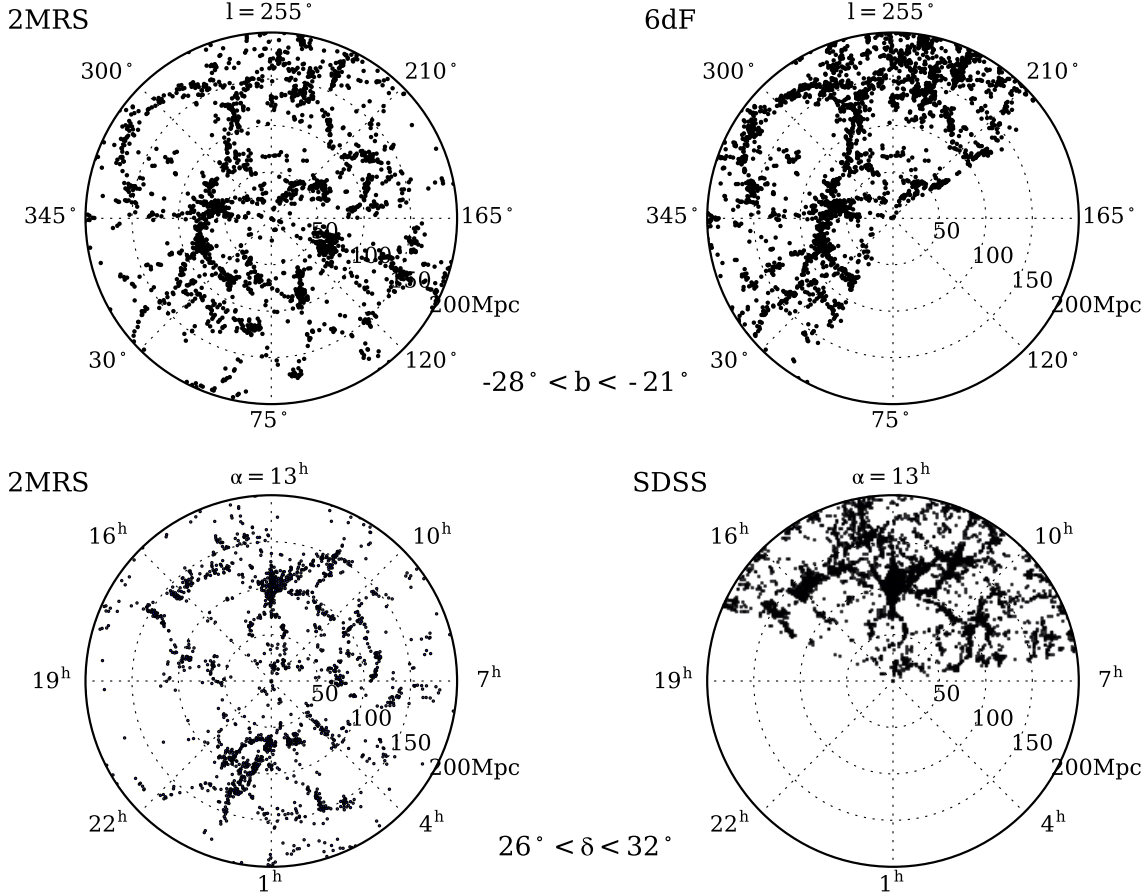 2MRS
l = 255°
300°
210°
345°
165°
50
100
150
200Mpc
30°
120°
75°
6dF
l = 255°
300°
210°
345°
165°
50
100
150
200Mpc
30°
120°
75°
-28° < b < -21°
2MRS
α = 13ʰ
16ʰ
10ʰ
19ʰ
7ʰ
50
100
150
200Mpc
22ʰ
4ʰ
1ʰ
SDSS
α = 13ʰ
16ʰ
10ʰ
19ʰ
7ʰ
50
100
150
200Mpc
22ʰ
4ʰ
1ʰ
26° < δ < 32°